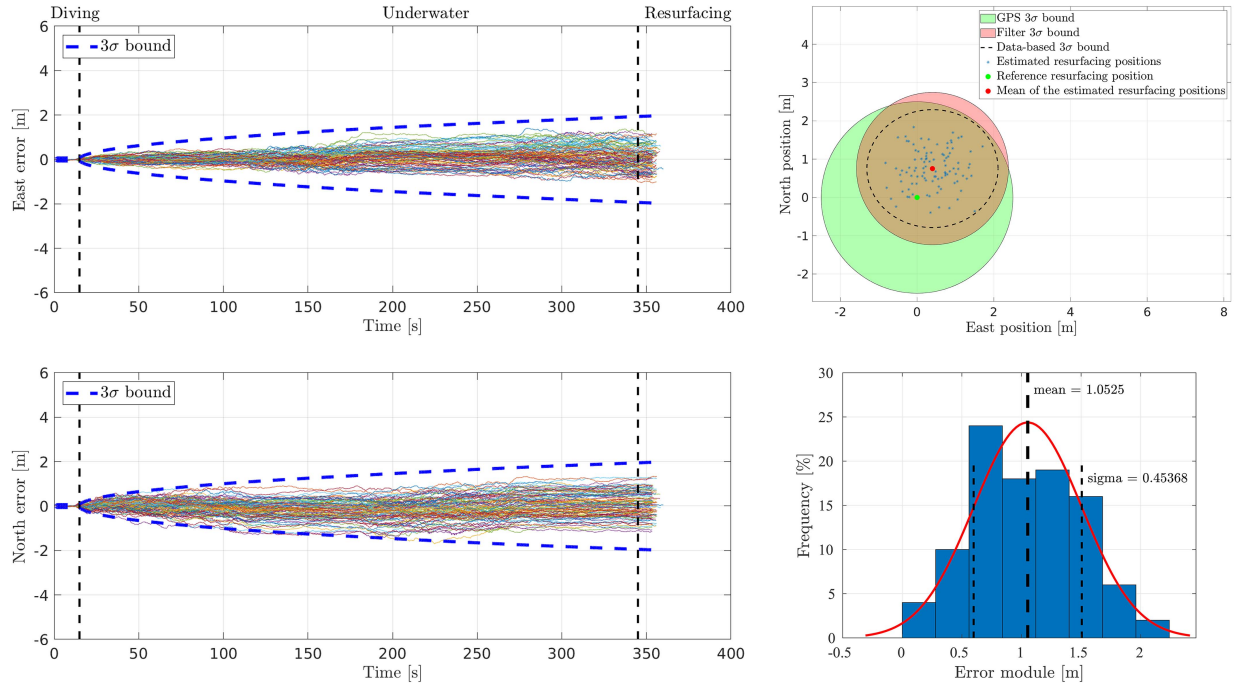 Diving Underwater Resurfacing
3σ bound
East error [m]
6
4
2
0
-2
-4
-6
0 50 100 150 200 250 300 350 400
Time [s]
GPS 3σ bound
Filter 3σ bound
Data-based 3σ bound
Estimated resurfacing positions
Reference resurfacing position
Mean of the estimated resurfacing positions
North position [m]
4
3
2
1
0
-1
-2
-2 0 2 4 6 8
East position [m]
3σ bound
North error [m]
6
4
2
0
-2
-4
-6
0 50 100 150 200 250 300 350 400
Time [s]
mean = 1.0525
sigma = 0.45368
Frequency [%]
30
25
20
15
10
5
0
-0.5 0 0.5 1 1.5 2
Error module [m]